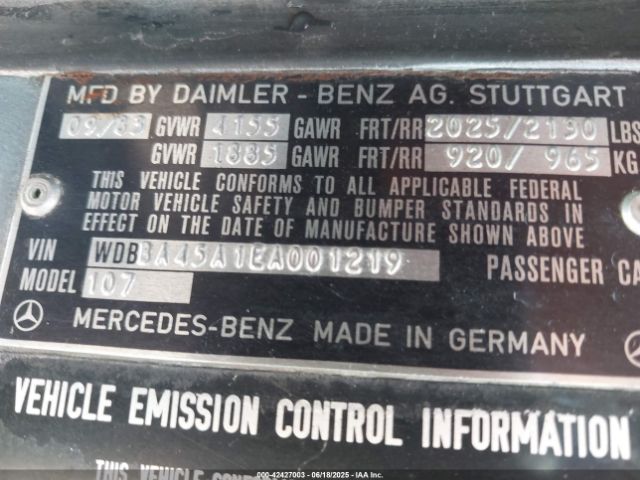 MFD BY DAIMLER - BENZ AG. STUTTGART
09/83 GVWR 4155 GAWR FRT/RR 2025/2130 LBS
GVWR 1885 GAWR FRT/RR 920/ 965 KG
THIS VEHICLE CONFORMS TO ALL APPLICABLE FEDERAL
MOTOR VEHICLE SAFETY AND BUMPER STANDARDS IN
EFFECT ON THE DATE OF MANUFACTURE SHOWN ABOVE.
VIN WDBBA45A1EA001219 PASSENGER CA
MODEL 107
MERCEDES-BENZ MADE IN GERMANY
VEHICLE EMISSION CONTROL INFORMATION
THIS VEHICLE
000-42427003 - 06/18/2025 - IAA Inc.